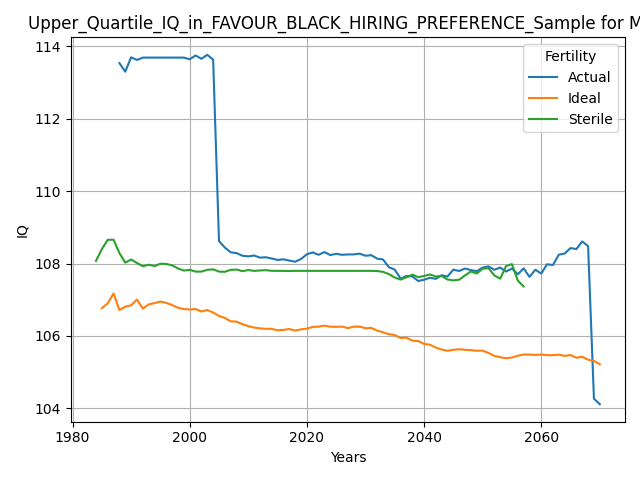 Upper_Quartile_IQ_in_FAVOUR_BLACK_HIRING_PREFERENCE_Sample for M
114
112
110
108
106
104
IQ
Fertility
Actual
Ideal
Sterile
1980
2000
2020
2040
2060
Years